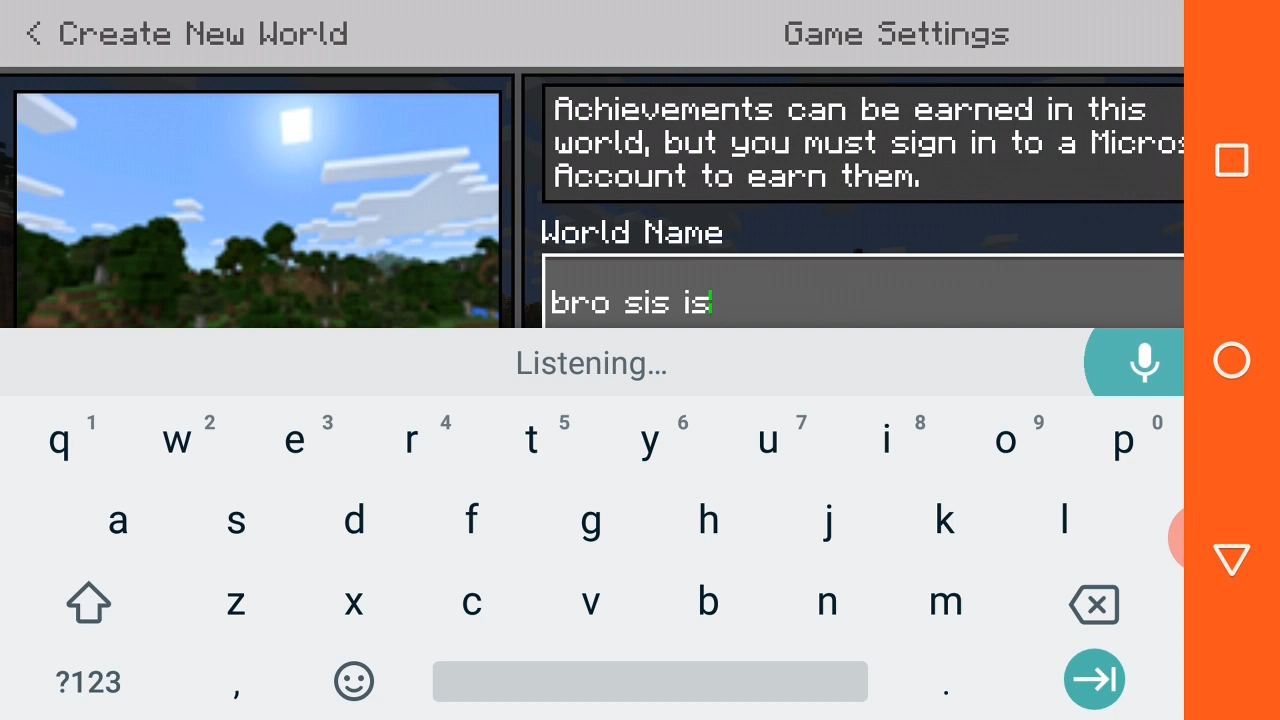 Create New World
Game Settings
Achievements can be earned in this
world, but you must sign in to a Micros
Account to earn them.
World Name
bro sis is
Listening...
q 1 w 2 e 3 r 4 t 5 y 6 u 7 i 8 o 9 p 0
a s d f g h j k l
z x c v b n m
?123 , .